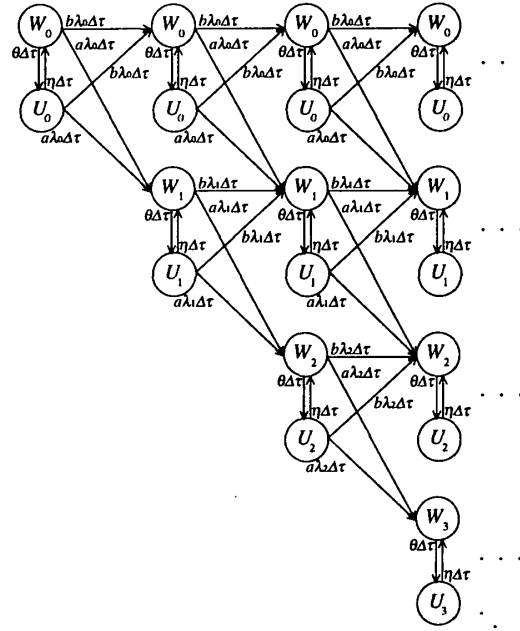 W₀ bλ₀Δτ W₀ bλ₀Δτ W₀ bλ₀Δτ W₀
θΔτ aλ₀Δτ θΔτ aλ₀Δτ θΔτ aλ₀Δτ θΔτ
ηΔτ bλ₀Δτ ηΔτ bλ₀Δτ ηΔτ bλ₀Δτ ηΔτ . .
U₀ U₀ U₀ U₀
aλ₀Δτ aλ₀Δτ aλ₀Δτ
W₁ bλ₁Δτ W₁ bλ₁Δτ W₁
θΔτ aλ₁Δτ θΔτ aλ₁Δτ θΔτ
ηΔτ bλ₁Δτ ηΔτ bλ₁Δτ ηΔτ . . .
U₁ U₁ U₁
aλ₁Δτ aλ₁Δτ
W₂ bλ₂Δτ W₂
θΔτ aλ₂Δτ θΔτ
ηΔτ bλ₂Δτ ηΔτ . . .
U₂ U₂
aλ₂Δτ
W₃
θΔτ
ηΔτ . . .
U₃